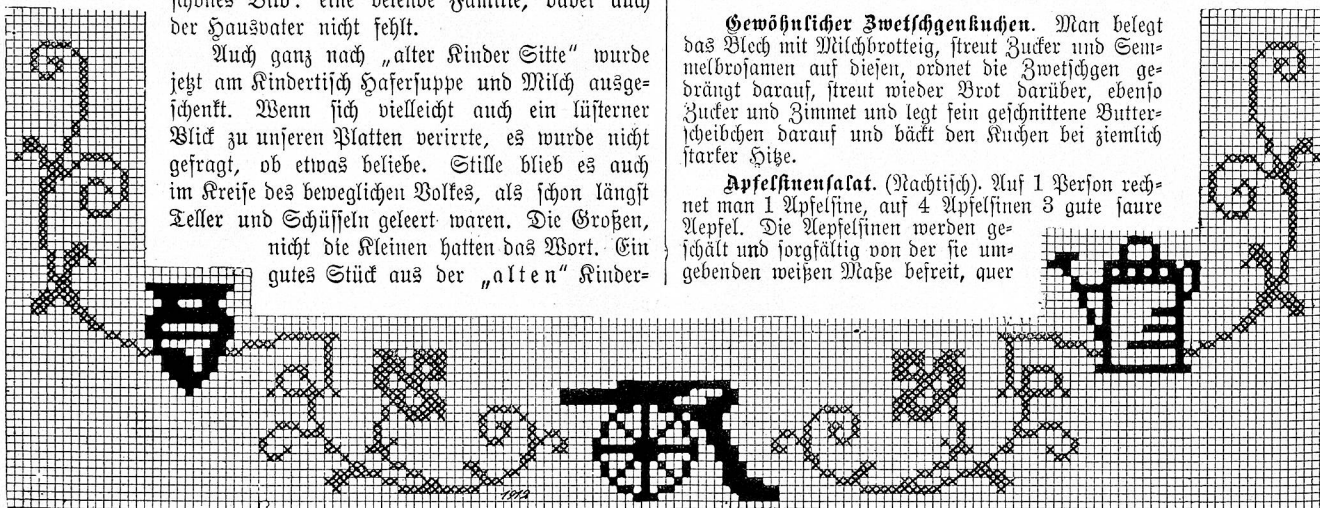 schönes Bild: eine betende Familie, dabei auch
der Hausvater nicht fehlt.
Auch ganz nach „alter Kinder Sitte“ wurde
jetzt am Kindertisch Hafersuppe und Milch ausge-
schenkt. Wenn sich vielleicht auch ein lüsterner
Blick zu unseren Platten verirrte, es wurde nicht
gefragt, ob etwas beliebe. Stille blieb es auch
im Kreise des beweglichen Volkes, als schon längst
Teller und Schüsseln geleert waren. Die Großen,
nicht die Kleinen hatten das Wort. Ein
gutes Stück aus der „alten“ Kinder-
Gewöhnlicher Zwetschgenkuchen. Man belegt
das Blech mit Milchbrotteig, streut Zucker und Sem-
melbrosamen auf diesen, ordnet die Zwetschgen ge-
drängt darauf, streut wieder Brot darüber, ebenso
Zucker und Zimmet und legt fein geschnittene Butter-
scheibchen darauf und bäckt den Kuchen bei ziemlich
starker Hitze.
Apfelsinensalat. (Nachtisch). Auf 1 Person rech-
net man 1 Apfelsine, auf 4 Apfelsinen 3 gute saure
Aepfel. Die Aepfelsinen werden ge-
schält und sorgfältig von der sie um-
gebenden weißen Maße befreit, quer
1912